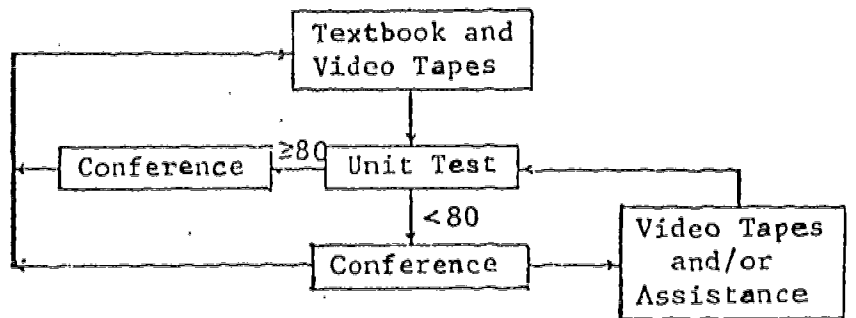 Textbook and
Video Tapes
Conference
≥80
Unit Test
<80
Conference
Video Tapes
and/or
Assistance